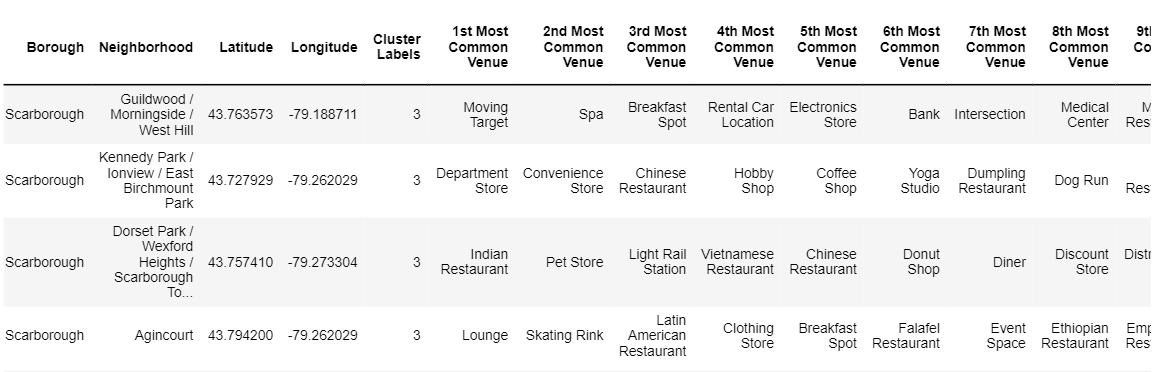 Borough Neighborhood Latitude Longitude Cluster Labels 1st Most Common Venue 2nd Most Common Venue 3rd Most Common Venue 4th Most Common Venue 5th Most Common Venue 6th Most Common Venue 7th Most Common Venue 8th Most Common Venue
Scarborough Guildwood / Morningside / West Hill 43.763573 -79.188711 3 Moving Target Spa Breakfast Spot Rental Car Location Electronics Store Bank Intersection Medical Center
Scarborough Kennedy Park / Ionview / East Birchmount Park 43.727929 -79.262029 3 Department Store Convenience Store Chinese Restaurant Hobby Shop Coffee Shop Yoga Studio Dumpling Restaurant Dog Run
Scarborough Dorset Park / Wexford Heights / Scarborough To... 43.757410 -79.273304 3 Indian Restaurant Pet Store Light Rail Station Vietnamese Restaurant Chinese Restaurant Donut Shop Diner Discount Store
Scarborough Agincourt 43.794200 -79.262029 3 Lounge Skating Rink Latin American Restaurant Clothing Store Breakfast Spot Falafel Restaurant Event Space Ethiopian Restaurant